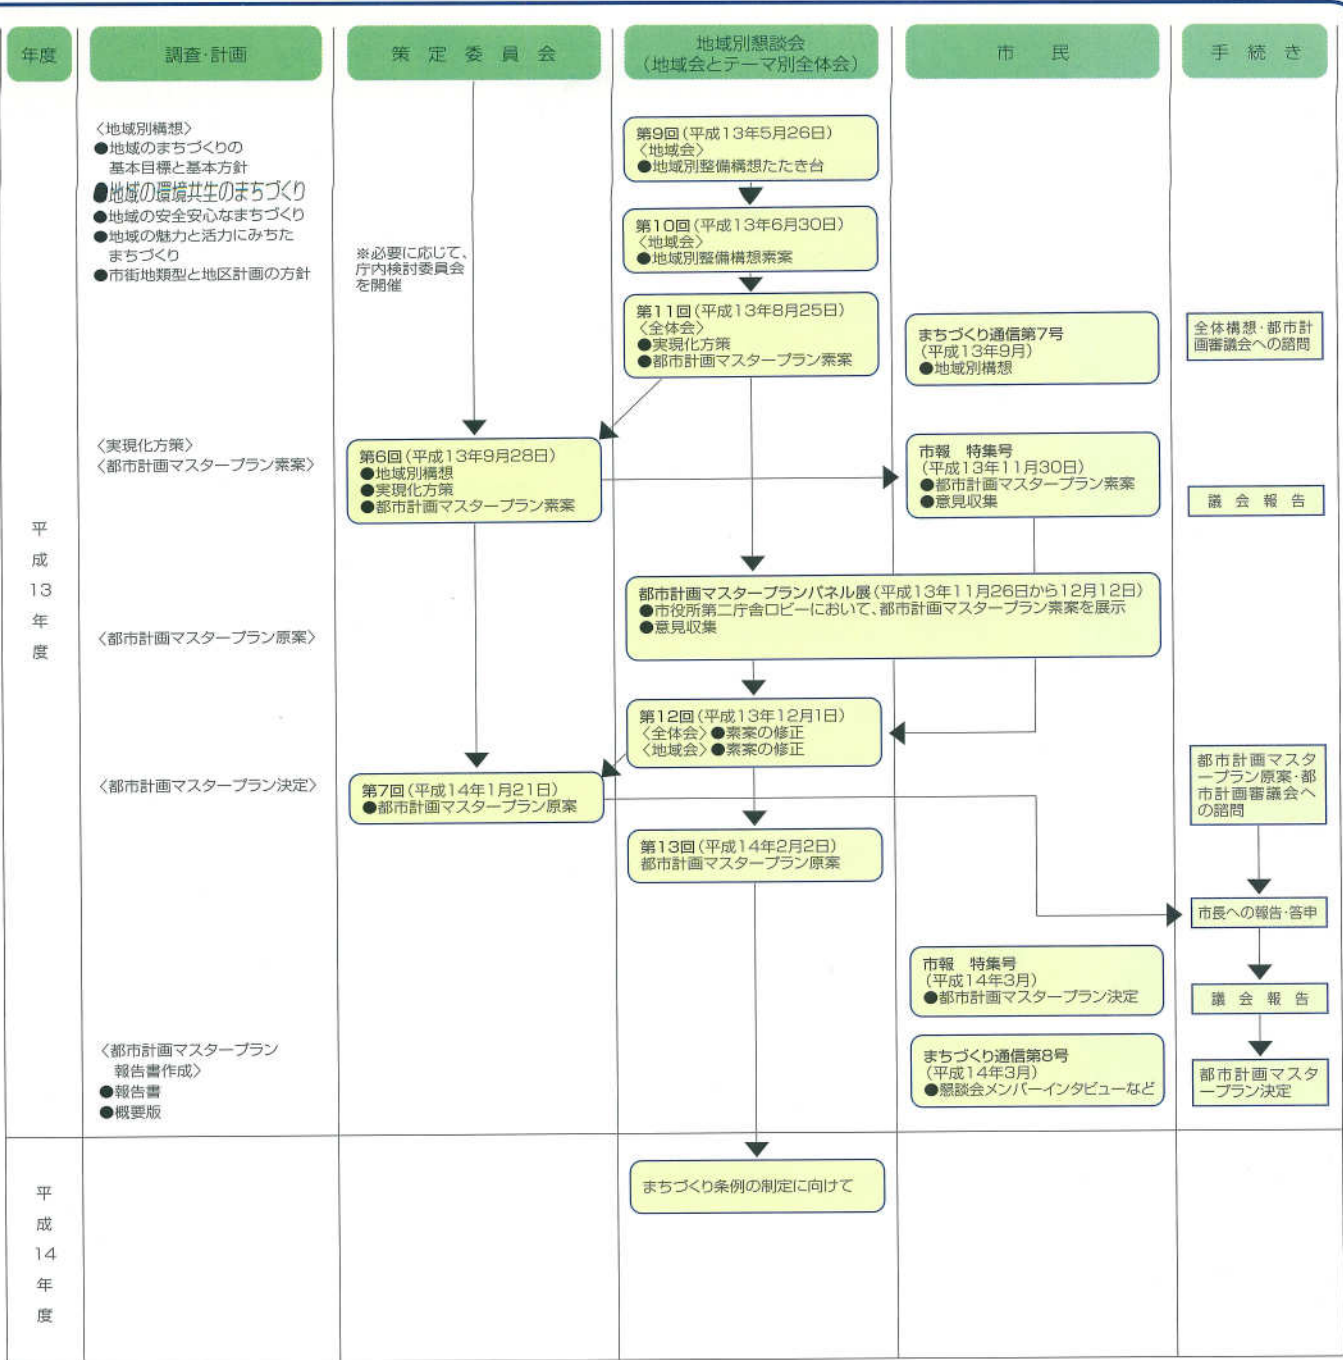 年度
調査・計画
策定委員会
地域別懇談会
（地域会とテーマ別全体会）
市民
手続き
平成13年度
〈地域別構想〉
●地域のまちづくりの
基本目標と基本方針
●地域の環境共生のまちづくり
●地域の安全安心なまちづくり
●地域の魅力と活力にみちた
まちづくり
●市街地類型と地区計画の方針
〈実現化方策〉
〈都市計画マスタープラン素案〉
〈都市計画マスタープラン原案〉
〈都市計画マスタープラン決定〉
〈都市計画マスタープラン
報告書作成〉
●報告書
●概要版
※必要に応じて、
庁内検討委員会
を開催
第6回（平成13年9月28日）
●地域別構想
●実現化方策
●都市計画マスタープラン素案
第7回（平成14年1月21日）
●都市計画マスタープラン原案
第9回（平成13年5月26日）
〈地域会〉
●地域別整備構想たたき台
第10回（平成13年6月30日）
〈地域会〉
●地域別整備構想素案
第11回（平成13年8月25日）
〈全体会〉
●実現化方策
●都市計画マスタープラン素案
都市計画マスタープランパネル展（平成13年11月26日から12月12日）
●市役所第二庁舎ロビーにおいて、都市計画マスタープラン素案を展示
●意見収集
第12回（平成13年12月1日）
〈全体会〉●素案の修正
〈地域会〉●素案の修正
第13回（平成14年2月2日）
都市計画マスタープラン原案
まちづくり通信第7号
（平成13年9月）
●地域別構想
市報　特集号
（平成13年11月30日）
●都市計画マスタープラン素案
●意見収集
市報　特集号
（平成14年3月）
●都市計画マスタープラン決定
まちづくり通信第8号
（平成14年3月）
●懇談会メンバーインタビューなど
全体構想・都市計
画審議会への諮問
議会報告
都市計画マスタ
ープラン原案・都
市計画審議会へ
の諮問
市長への報告・答申
議会報告
都市計画マスタ
ープラン決定
平成14年度
まちづくり条例の制定に向けて